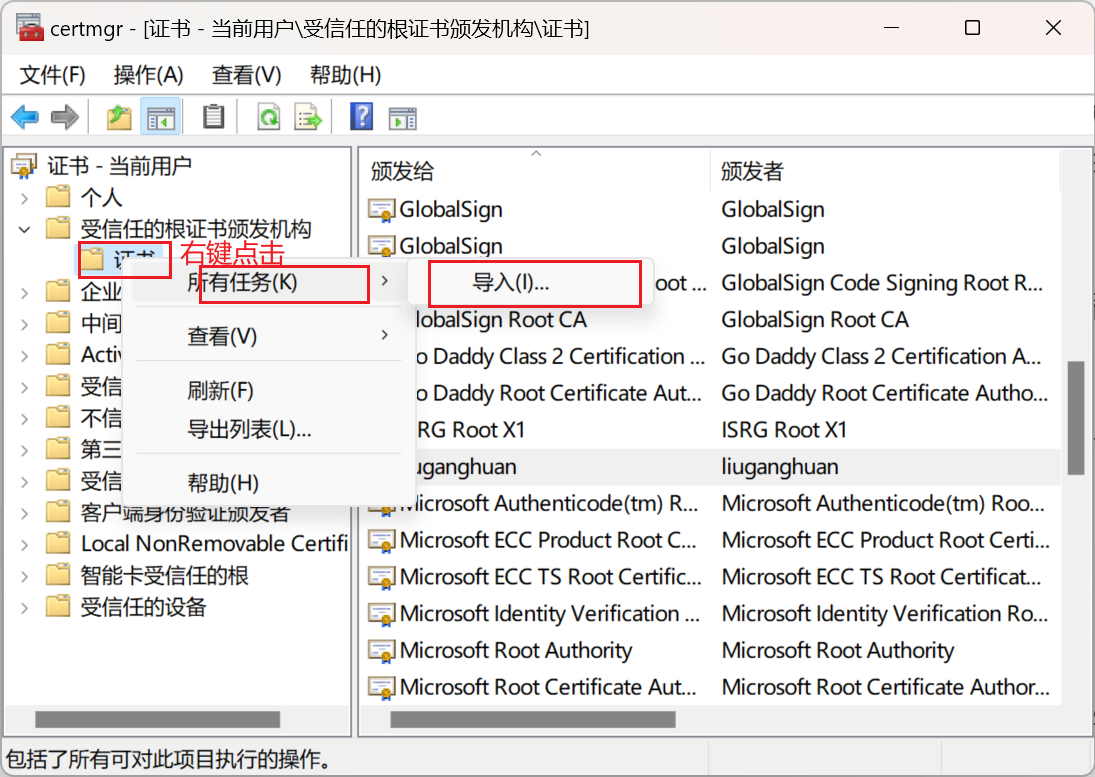 certmgr - [证书 - 当前用户\受信任的根证书颁发机构\证书]
文件(F) 操作(A) 查看(V) 帮助(H)
证书 - 当前用户
个人
受信任的根证书颁发机构
证书
右键点击
企业
中间
Acti
受信
不信
第三
受信
客户端身份验证颁发者
Local NonRemovable Certifi
智能卡受信任的根
受信任的设备
所有任务(K)
查看(V)
刷新(F)
导出列表(L)...
帮助(H)
导入(I)...
颁发给 颁发者
GlobalSign GlobalSign
GlobalSign GlobalSign
oot ... GlobalSign Code Signing Root R...
lobalSign Root CA GlobalSign Root CA
o Daddy Class 2 Certification ... Go Daddy Class 2 Certification A...
o Daddy Root Certificate Aut... Go Daddy Root Certificate Autho...
RG Root X1 ISRG Root X1
uganghuan liuganghuan
Microsoft Authenticode(tm) R... Microsoft Authenticode(tm) Roo...
Microsoft ECC Product Root C... Microsoft ECC Product Root Certi...
Microsoft ECC TS Root Certific... Microsoft ECC TS Root Certificat...
Microsoft Identity Verification ... Microsoft Identity Verification Ro...
Microsoft Root Authority Microsoft Root Authority
Microsoft Root Certificate Aut... Microsoft Root Certificate Author...
包括了所有可对此项目执行的操作。